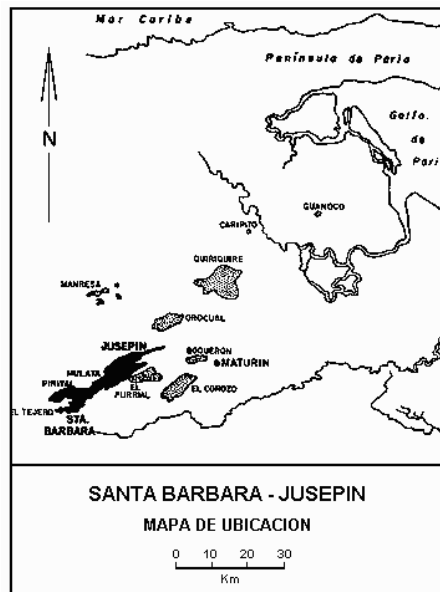 Mar Caribe
Península de Paria
Golfo
de
Pari
N
GUANOCO
CARIPITO
QUIRIQUIRE
MANRESA
OROCUAL
JUSEPIN
BOQUERON
MATURIN
MULATA
PIRITAL
EL
FURRIAL
EL COROZO
EL TEJERO
STA.
BARBARA
SANTA BARBARA - JUSEPIN
MAPA DE UBICACION
0 10 20 30
Km